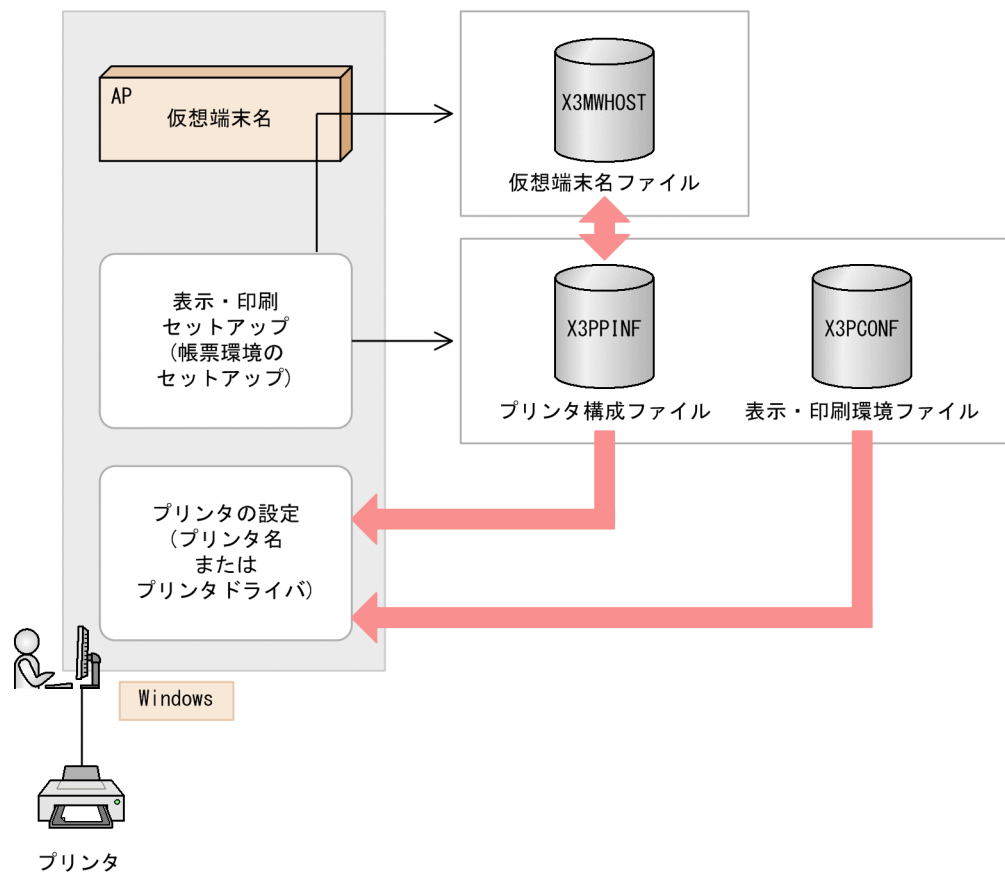 AP
仮想端末名
X3MWHOST
仮想端末名ファイル
表示・印刷
セットアップ
(帳票環境の
セットアップ)
X3PPINF
プリンタ構成ファイル
X3PCONF
表示・印刷環境ファイル
プリンタの設定
(プリンタ名
または
プリンタドライバ)
Windows
プリンタ